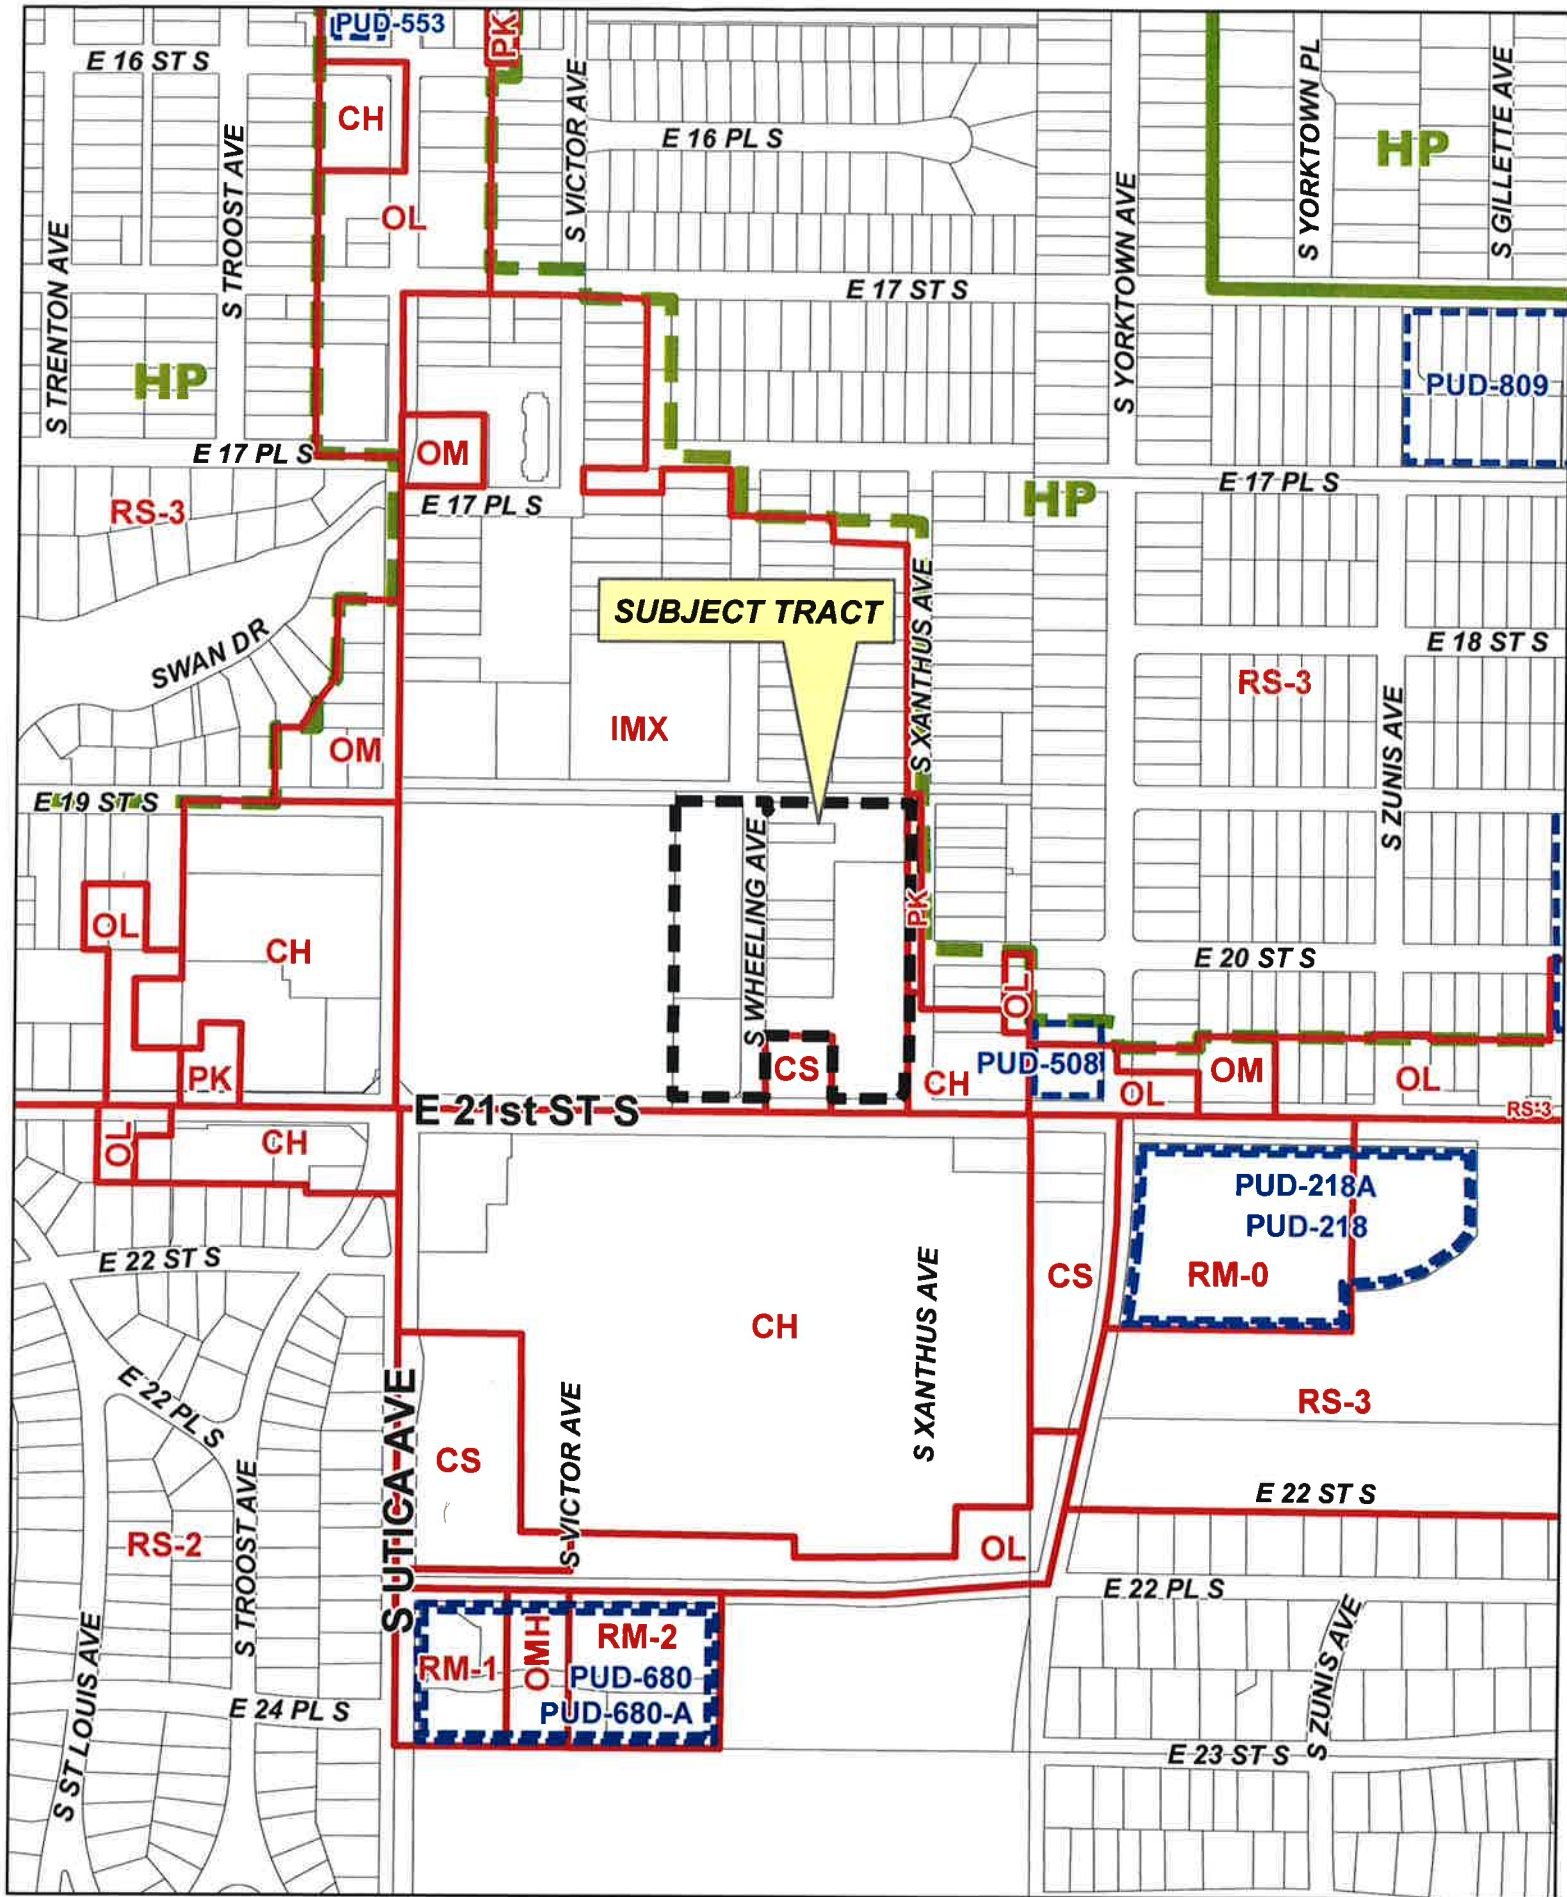 PUD-553
PK
E 16 ST S
CH
S VICTOR AVE
E 16 PL S
S YORKTOWN PL
S GILLETTE AVE
HP
S TROOST AVE
S TRENTON AVE
OL
S YORKTOWN AVE
E 17 ST S
HP
PUD-809
E 17 PL S
OM
E 17 PL S
HP
E 17 PL S
RS-3
SUBJECT TRACT
S XANTHUS AVE
SWAN DR
E 18 ST S
RS-3
IMX
OM
S ZUNIS AVE
E 19 ST S
S WHEELING AVE
OL
CH
PK
E 20 ST S
OL
PK
CS
CH
PUD-508
OL
OM
OL
E 21st ST S
RS-3
OL
CH
PUD-218A
PUD-218
RM-0
E 22 ST S
CS
CH
S XANTHUS AVE
E 22 PL S
RS-3
S UTICA AVE
CS
S VICTOR AVE
E 22 ST S
RS-2
S TROOST AVE
OL
E 22 PL S
RM-1
OMH
RM-2
PUD-680
PUD-680-A
S ST LOUIS AVE
E 24 PL S
S ZUNIS AVE
E 23 ST S